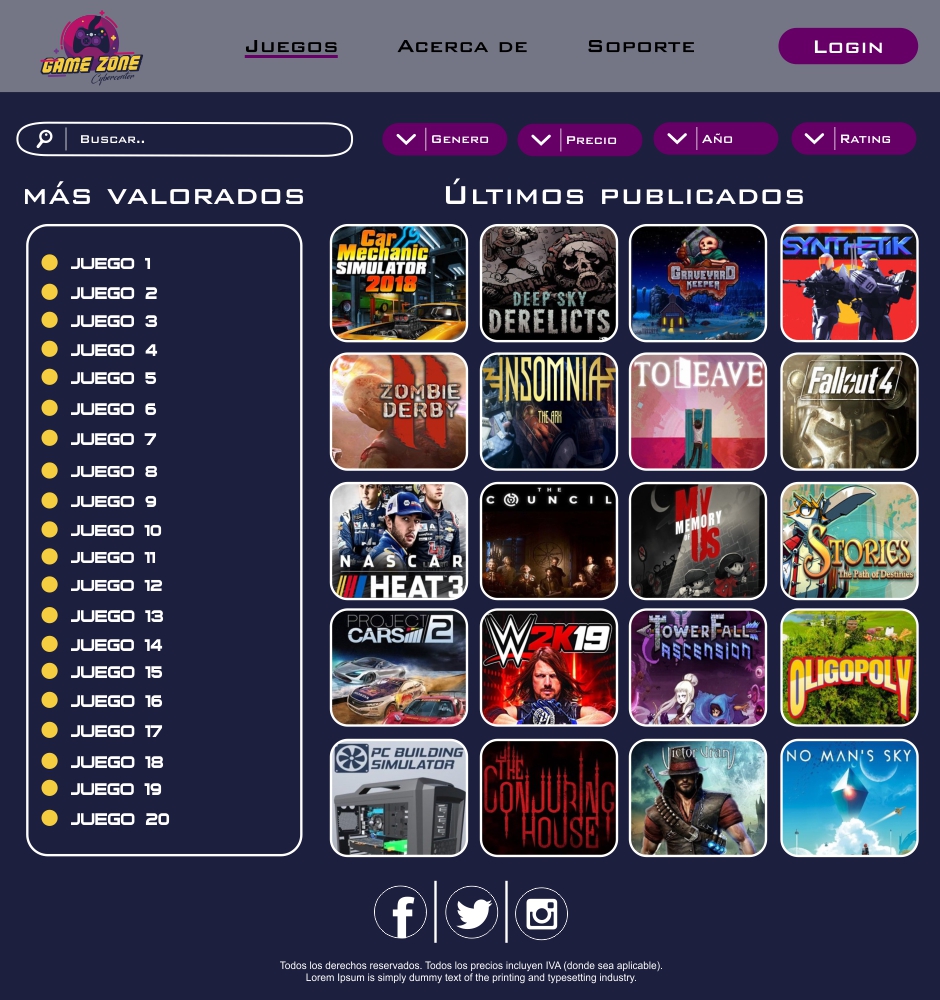 GAME ZONE
Cybercenter
Juegos
Acerca de
Soporte
Login
Buscar..
Genero
Precio
Año
Rating
MÁS VALORADOS
Últimos publicados
JUEGO 1
JUEGO 2
JUEGO 3
JUEGO 4
JUEGO 5
JUEGO 6
JUEGO 7
JUEGO 8
JUEGO 9
JUEGO 10
JUEGO 11
JUEGO 12
JUEGO 13
JUEGO 14
JUEGO 15
JUEGO 16
JUEGO 17
JUEGO 18
JUEGO 19
JUEGO 20
Car
Mechanic
SIMULATOR
2018
DEEP SKY
DERELICTS
GRAVEYARD
KEEPER
SYNTHETIK
ZOMBIE
DERBY
II
INSOMNIA
THE ARK
TO LEAVE
Fallout 4
NASCAR
HEAT 3
THE
COUNCIL
MY
MEMORY
OF
US
STORIES
The Path of Destinies
PROJECT
CARS 2
W2K19
TOWERFALL
ASCENSION
OLIGOPOLY
PC BUILDING
SIMULATOR
THE
CONJURING
HOUSE
Victor Vran
NO MAN'S SKY
Todos los derechos reservados. Todos los precios incluyen IVA (donde sea aplicable).
Lorem Ipsum is simply dummy text of the printing and typesetting industry.